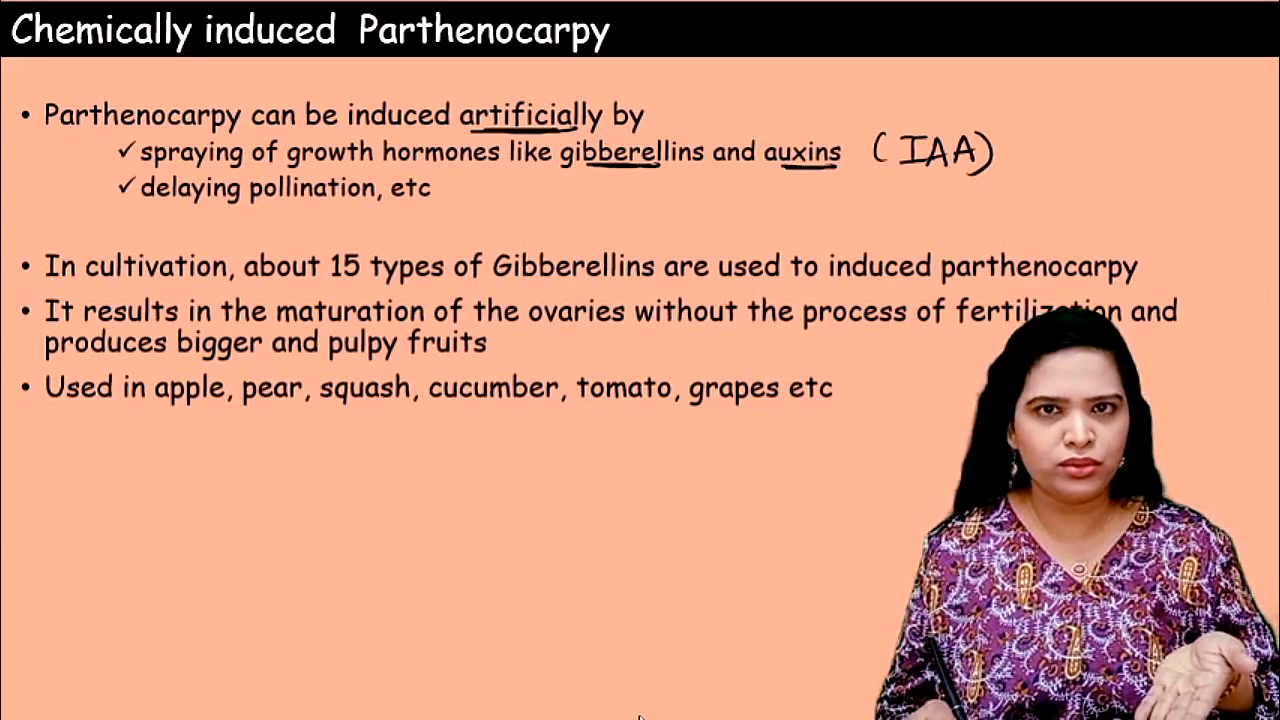 Chemically induced Parthenocarpy
• Parthenocarpy can be induced artificially by
✓ spraying of growth hormones like gibberellins and auxins (IAA)
✓ delaying pollination, etc
• In cultivation, about 15 types of Gibberellins are used to induced parthenocarpy
• It results in the maturation of the ovaries without the process of fertilization and
produces bigger and pulpy fruits
• Used in apple, pear, squash, cucumber, tomato, grapes etc